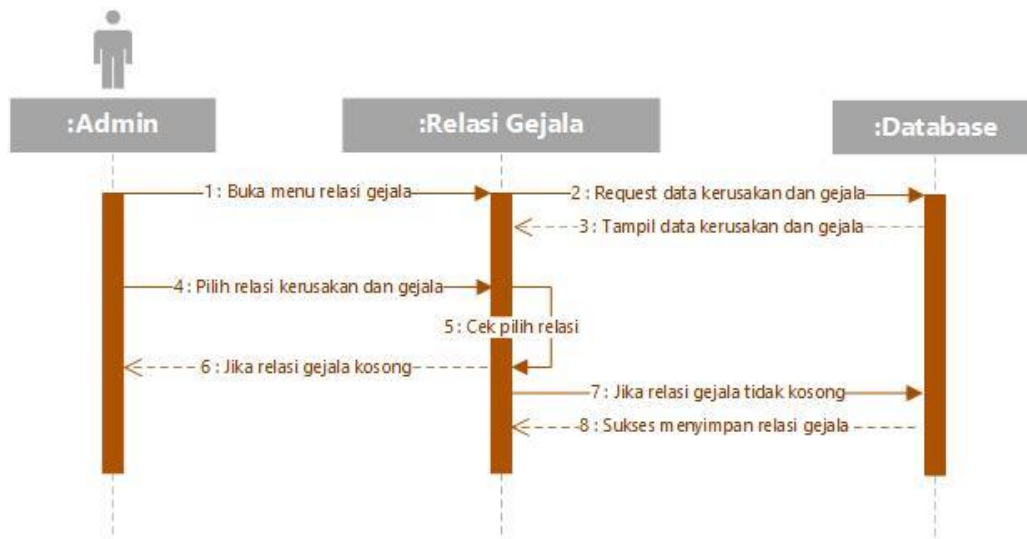 :Admin
:Relasi Gejala
:Database
1 : Buka menu relasi gejala
2 : Request data kerusakan dan gejala
3 : Tampil data kerusakan dan gejala
4 : Pilih relasi kerusakan dan gejala
5 : Cek pilih relasi
6 : Jika relasi gejala kosong
7 : Jika relasi gejala tidak kosong
8 : Sukses menyimpan relasi gejala